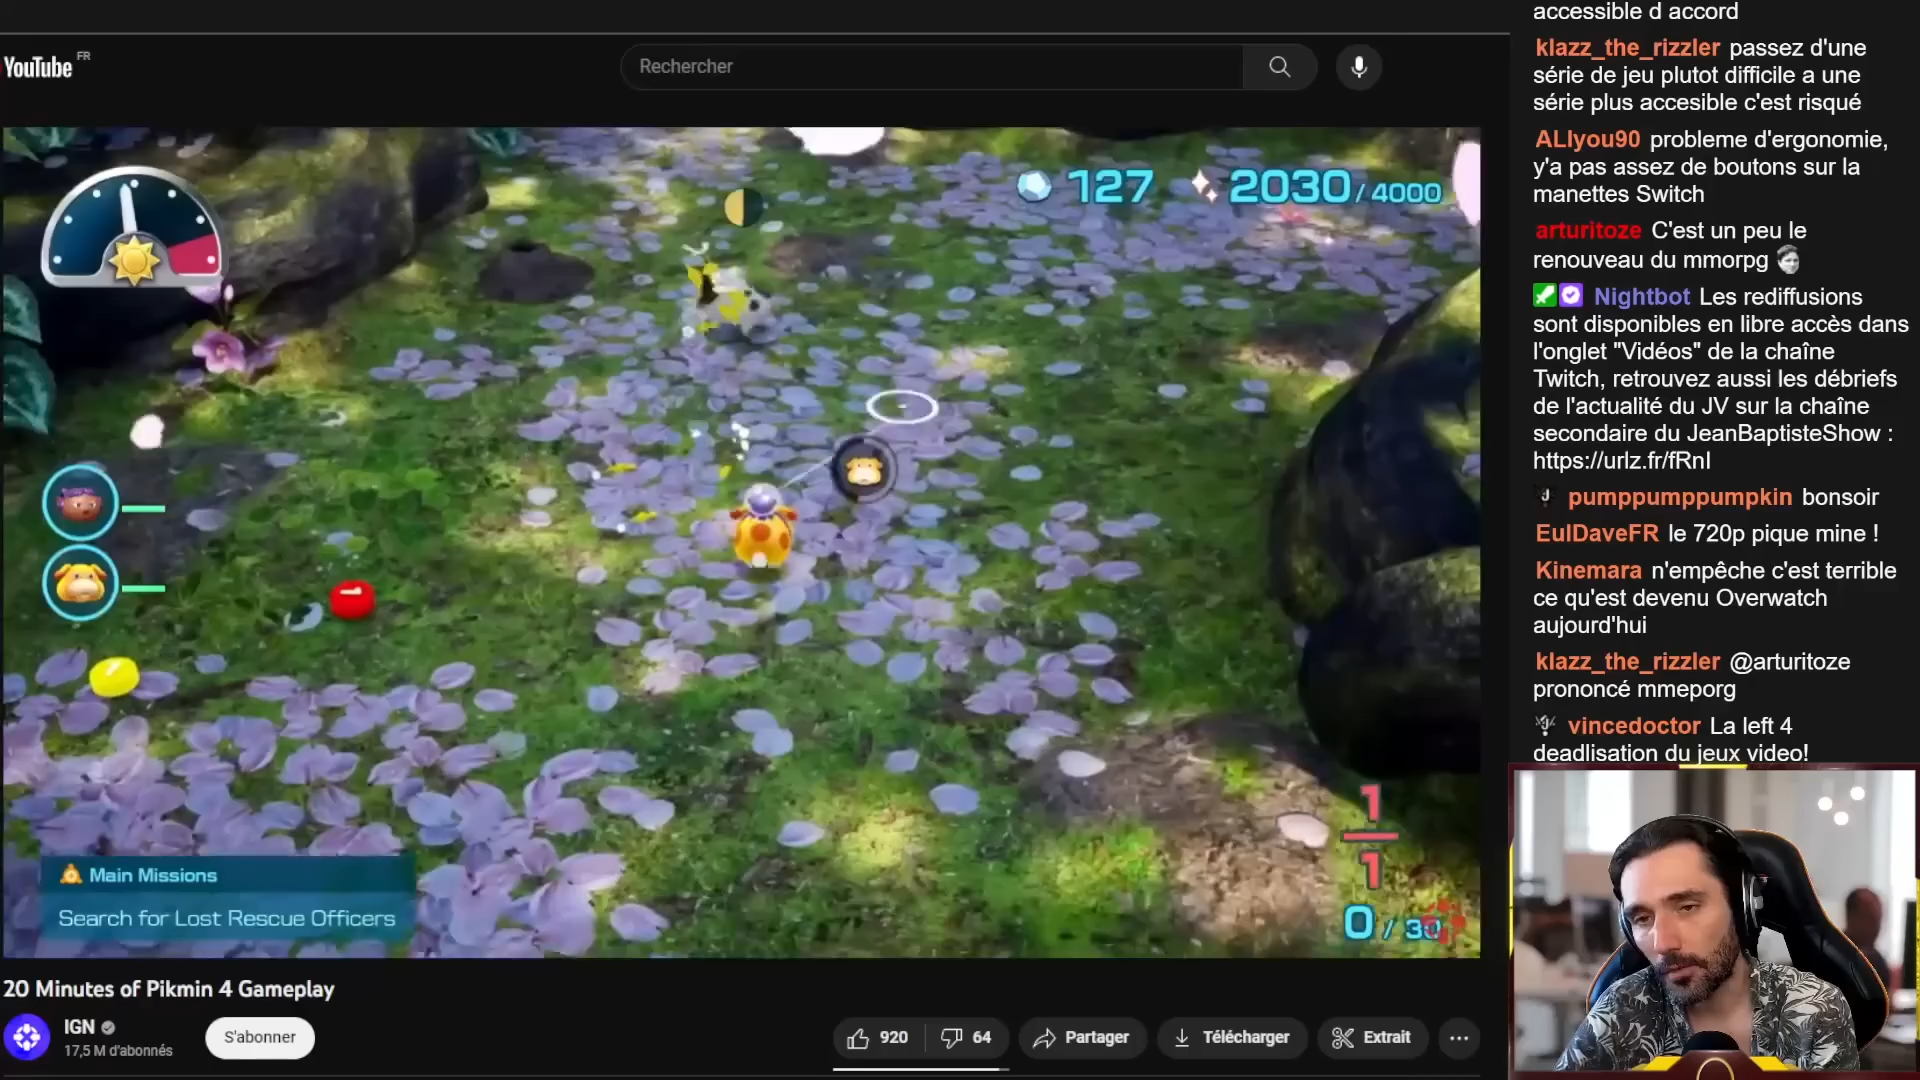 YouTube FR
Rechercher
127
2030 / 4000
Main Missions
Search for Lost Rescue Officers
1
1
0 / 30
20 Minutes of Pikmin 4 Gameplay
IGN
17,5 M d'abonnés
S'abonner
920
64
Partager
Télécharger
Extrait
accessible d accord
klazz_the_rizzler passez d'une
série de jeu plutot difficile a une
série plus accesible c'est risqué
ALIyou90 probleme d'ergonomie,
y'a pas assez de boutons sur la
manettes Switch
arturitoze C'est un peu le
renouveau du mmorpg
Nightbot Les rediffusions
sont disponibles en libre accès dans
l'onglet "Vidéos" de la chaîne
Twitch, retrouvez aussi les débriefs
de l'actualité du JV sur la chaîne
secondaire du JeanBaptisteShow :
https://urlz.fr/fRnI
pumppumppumpkin bonsoir
EulDaveFR le 720p pique mine !
Kinemara n'empêche c'est terrible
ce qu'est devenu Overwatch
aujourd'hui
klazz_the_rizzler @arturitoze
prononcé mmeporg
vincedoctor La left 4
deadlisation du jeux video!